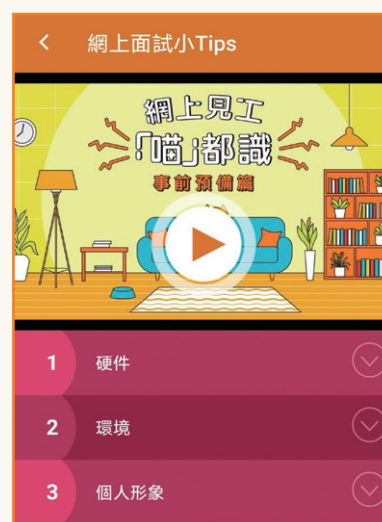 網上面試小Tips
網上見工
「喵」都識
事前預備篇
1 硬件
2 環境
3 個人形象